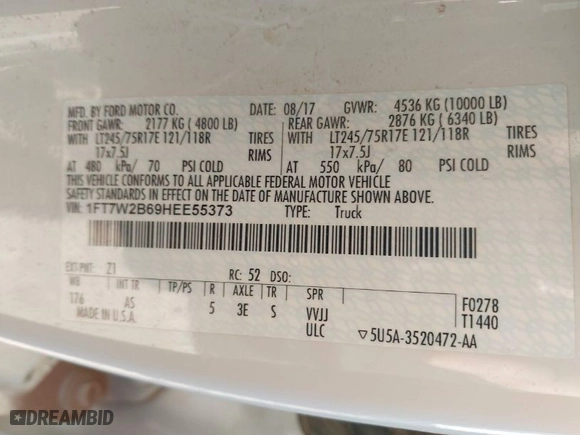 MFD. BY FORD MOTOR CO.
DATE: 08/17 GVWR: 4536 KG (10000 LB)
FRONT GAWR: 2177 KG ( 4800 LB)
REAR GAWR: 2876 KG ( 6340 LB)
WITH LT245/75R17E 121/118R TIRES
WITH LT245/75R17E 121/118R TIRES
17x7.5J RIMS
17x7.5J RIMS
AT 480 kPa/ 70 PSI COLD
AT 550 kPa/ 80 PSI COLD
THIS VEHICLE CONFORMS TO ALL APPLICABLE FEDERAL MOTOR VEHICLE
SAFETY STANDARDS IN EFFECT ON THE DATE OF MANUFACTURE SHOWN ABOVE.
VIN: 1FT7W2B69HEE55373 TYPE: Truck
EXT PNT: Z1 RC: 52 DSO:
WB INT TR TP/PS R AXLE TR SPR
176 AS 5 3E S VVJJ
ULC
F0278
T1440
MADE IN U.S.A.
▽5U5A-3520472-AA
DREAMBID